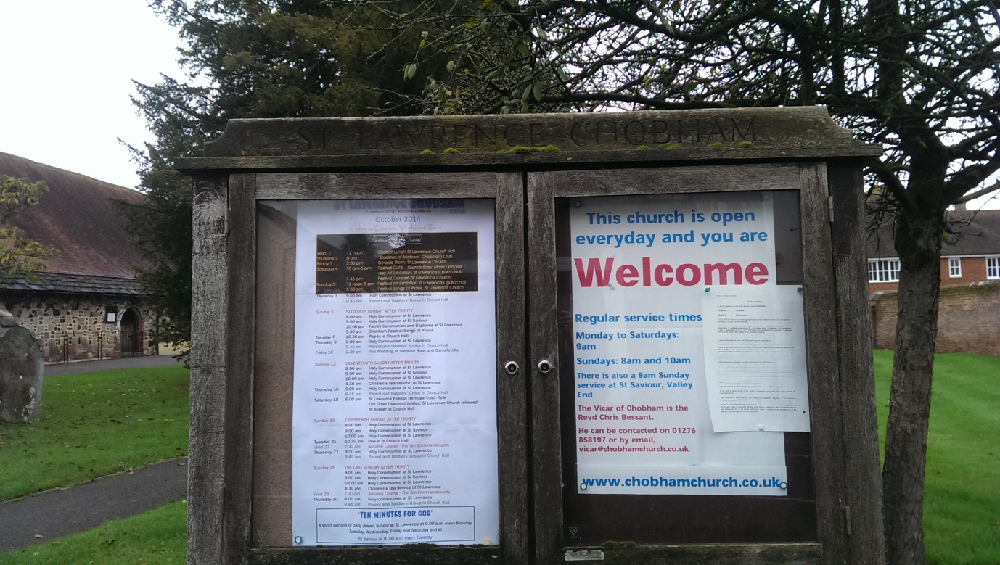 ST LAWRENCE CHOBHAM
ST LAWRENCE CHOBHAM
October 2014
Here to Celebrate, Worship and Serve
Chobham Festival
Wed 1 12 noon Chobut Lunch St Lawrence Church Hall
Thursday 2 8 pm 'Shadows of Motown' Chobham Club
Friday 3 2.00 pm Schools' Prom, St Lawrence Church
Saturday 4 10 am-5 pm Festival Café - Sounds Easy, Morris Dancers
and Art Exhibition, St Lawrence Church Hall
7.45 pm Festival Concert, St Lawrence Church
Sunday 5 12 noon-5 pm Festival Art Exhibition St Lawrence Church hall
5.30 pm Festival Songs of Praise, St Lawrence Church
Thursday 2 9.00 am Holy Communion at St Lawrence
9.45 am Parent and Toddlers' Group in Church Hall
Sunday 5 SIXTEENTH SUNDAY AFTER TRINITY
8.00 am Holy Communion at St Lawrence
9.00 am Holy Communion at St Saviour
10.00 am Family Communion and Baptisms at St Lawrence
5.30 pm Chobham Festival Songs of Praise
Tuesday 7 10.30 am Pop-in in Church Hall
Thursday 9 9.00 am Holy Communion at St Lawrence
9.45 am Parent and Toddlers' Group in Church Hall
Friday 10 2.30 pm The Wedding of Stephen Ross and Danielle Idle
Sunday 12 SEVENTEENTH SUNDAY AFTER TRINITY
8.00 am Holy Communion at St Lawrence
9.00 am Holy Communion at St Saviour
10.00 am Holy Communion at St Lawrence
4.30 pm Children's Tea Service at St Lawrence
Thursday 16 9.00 am Holy Communion at St Lawrence
9.45 am Parent and Toddlers' Group in Church Hall
Saturday 18 6.00 pm St Lawrence Friends Heritage Trust - Talk
The Other Diamond Jubilee, St Lawrence Church followed
by supper in Church Hall
Sunday 19 EIGHTEENTH SUNDAY AFTER TRINITY
8.00 am Holy Communion at St Lawrence
9.00 am Holy Communion at St Saviour
10.00 am Holy Communion at St Lawrence
Tuesday 21 10.30 am Pop-in in Church Hall
Wed 22 7.30 pm Autumn Course - The Ten Commandments
Thursday 23 9.00 am Holy Communion at St Lawrence
9.45 am Parent and Toddlers' Group in Church Hall
Sunday 26 THE LAST SUNDAY AFTER TRINITY
8.00 am Holy Communion at St Lawrence
9.00 am Holy Communion at St Saviour
10.00 am Holy Communion at St Lawrence
4.30 pm Children's Tea Service at St Lawrence
Wed 29 7.30 pm Autumn Course - The Ten Commandments
Thursday 30 9.00 am Holy Communion at St Lawrence
9.45 am Parent and Toddlers' Group in Church Hall
'TEN MINUTES FOR GOD'
A short service of daily prayer, is held at St Lawrence at 9.00 a.m. every Monday,
Tuesday, Wednesday, Friday and Saturday and at
St Saviour at 9. 00 a.m. every Tuesday
This church is open
everyday and you are
Welcome
Regular service times
Monday to Saturdays:
9am
Sundays: 8am and 10am
There is also a 9am Sunday
service at St Saviour, Valley
End
The Vicar of Chobham is the
Revd Chris Bessant.
He can be contacted on 01276
858197 or by email,
vicar@chobhamchurch.co.uk
www.chobhamchurch.co.uk